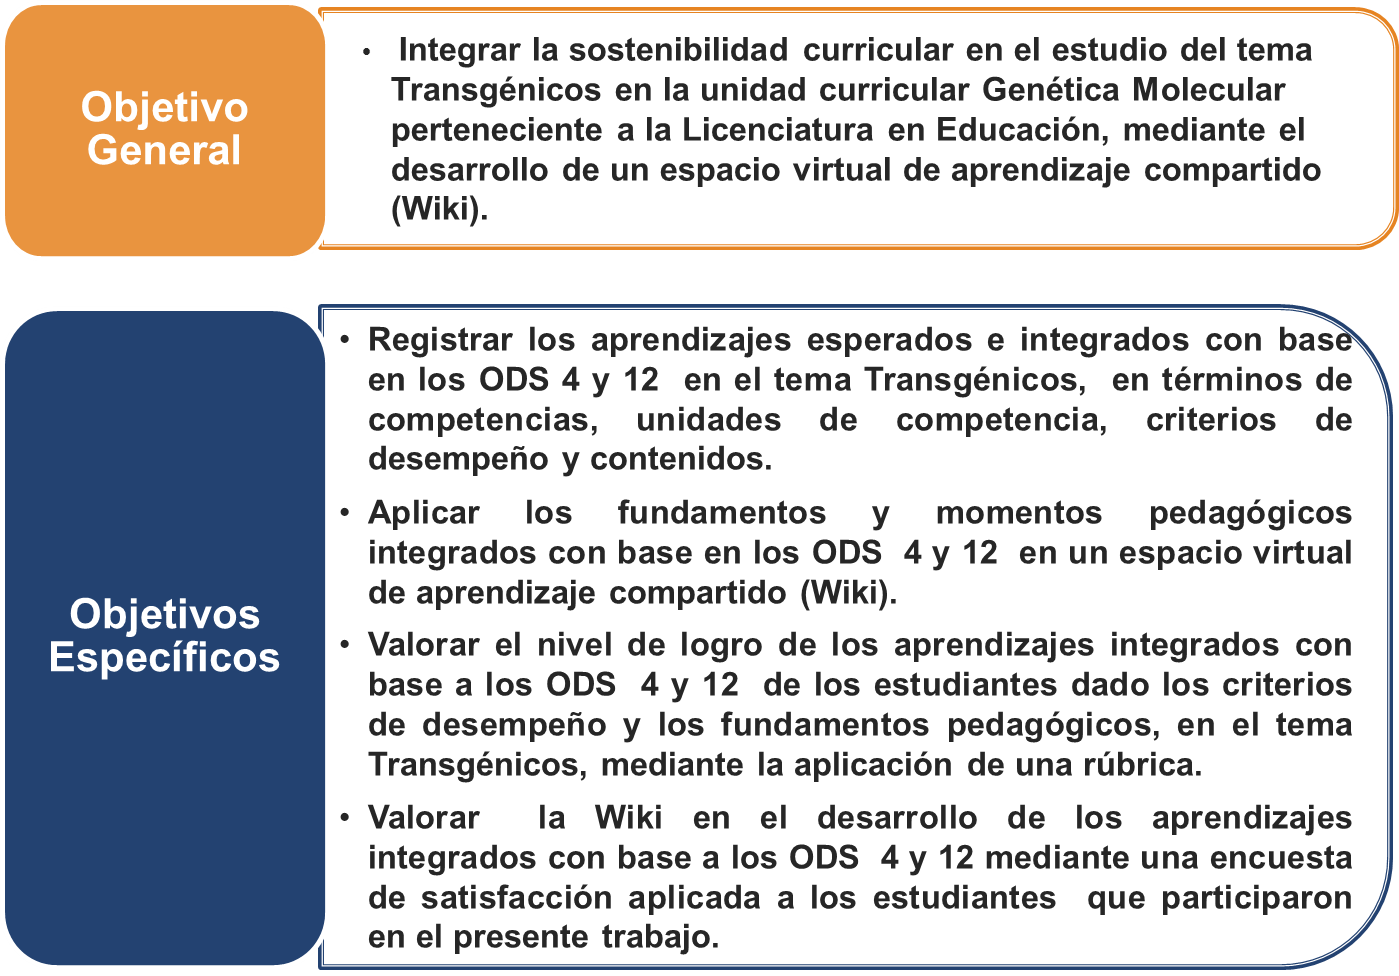 Objetivo
General
• Integrar la sostenibilidad curricular en el estudio del tema
Transgénicos en la unidad curricular Genética Molecular
perteneciente a la Licenciatura en Educación, mediante el
desarrollo de un espacio virtual de aprendizaje compartido
(Wiki).
Objetivos
Específicos
• Registrar los aprendizajes esperados e integrados con base
en los ODS 4 y 12 en el tema Transgénicos, en términos de
competencias, unidades de competencia, criterios de
desempeño y contenidos.
• Aplicar los fundamentos y momentos pedagógicos
integrados con base en los ODS 4 y 12 en un espacio virtual
de aprendizaje compartido (Wiki).
• Valorar el nivel de logro de los aprendizajes integrados con
base a los ODS 4 y 12 de los estudiantes dado los criterios
de desempeño y los fundamentos pedagógicos, en el tema
Transgénicos, mediante la aplicación de una rúbrica.
• Valorar la Wiki en el desarrollo de los aprendizajes
integrados con base a los ODS 4 y 12 mediante una encuesta
de satisfacción aplicada a los estudiantes que participaron
en el presente trabajo.